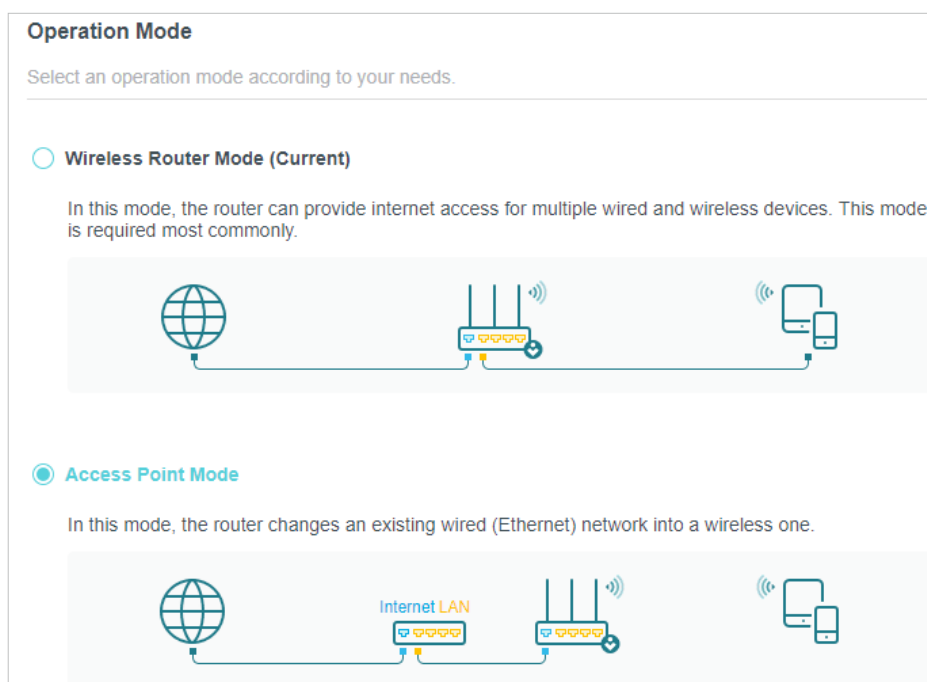 Operation Mode
Select an operation mode according to your needs.
Wireless Router Mode (Current)
In this mode, the router can provide internet access for multiple wired and wireless devices. This mode
is required most commonly.
Access Point Mode
In this mode, the router changes an existing wired (Ethernet) network into a wireless one.
Internet LAN